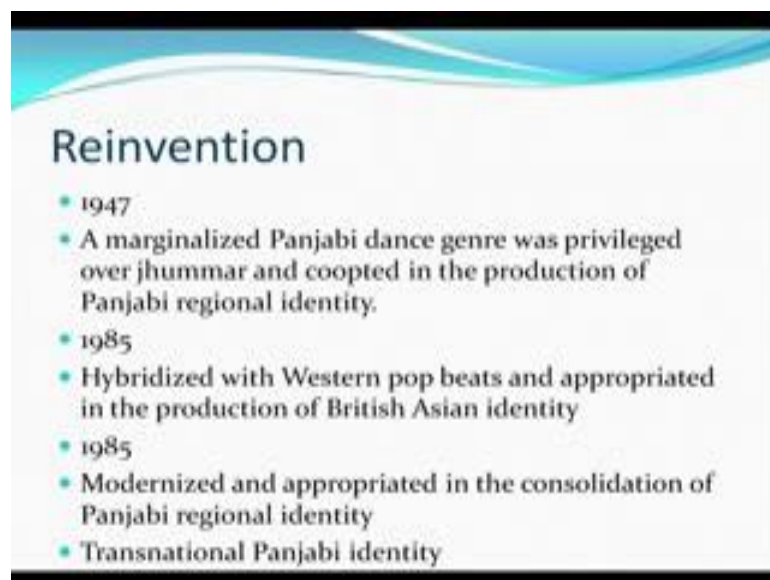 Reinvention
• 1947
• A marginalized Panjabi dance genre was privileged
over jhummar and coopted in the production of
Panjabi regional identity.
• 1985
• Hybridized with Western pop beats and appropriated
in the production of British Asian identity
• 1985
• Modernized and appropriated in the consolidation of
Panjabi regional identity
• Transnational Panjabi identity